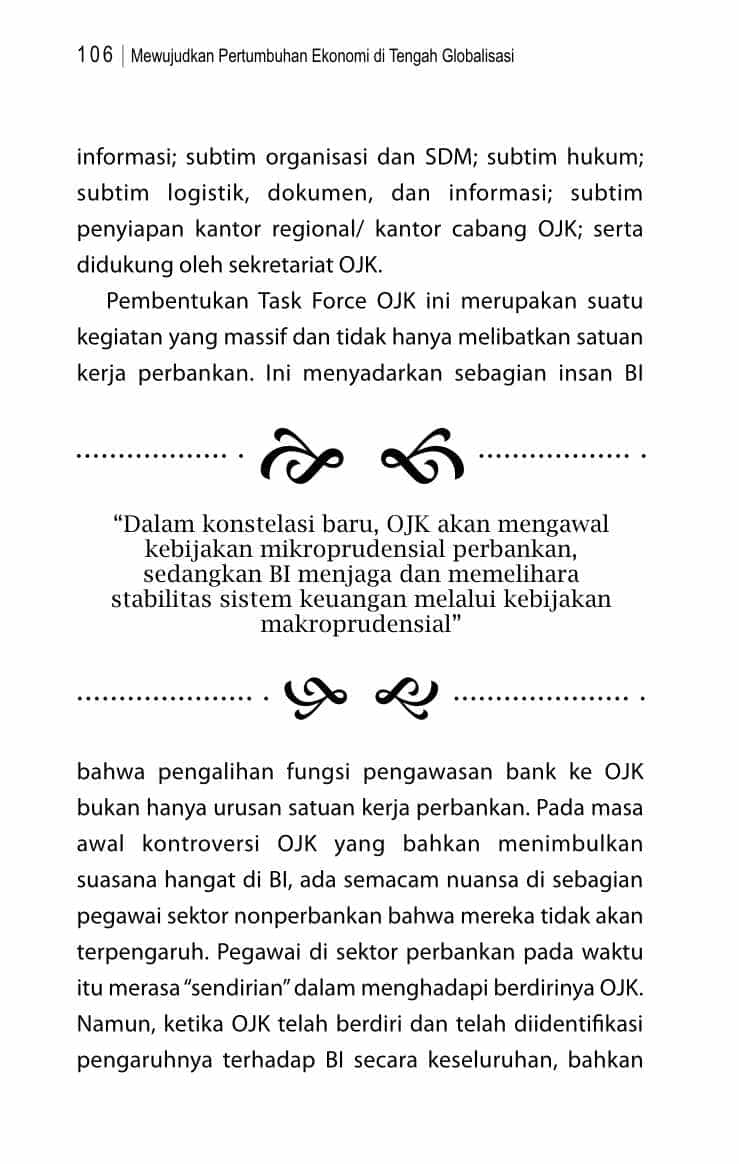 106 | Mewujudkan Pertumbuhan Ekonomi di Tengah Globalisasi
informasi; subtim organisasi dan SDM; subtim hukum;
subtim logistik, dokumen, dan informasi; subtim
penyiapan kantor regional/ kantor cabang OJK; serta
didukung oleh sekretariat OJK.
Pembentukan Task Force OJK ini merupakan suatu
kegiatan yang massif dan tidak hanya melibatkan satuan
kerja perbankan. Ini menyadarkan sebagian insan BI
“Dalam konstelasi baru, OJK akan mengawal
kebijakan mikroprudensial perbankan,
sedangkan BI menjaga dan memelihara
stabilitas sistem keuangan melalui kebijakan
makroprudensial”
bahwa pengalihan fungsi pengawasan bank ke OJK
bukan hanya urusan satuan kerja perbankan. Pada masa
awal kontroversi OJK yang bahkan menimbulkan
suasana hangat di BI, ada semacam nuansa di sebagian
pegawai sektor nonperbankan bahwa mereka tidak akan
terpengaruh. Pegawai di sektor perbankan pada waktu
itu merasa “sendirian” dalam menghadapi berdirinya OJK.
Namun, ketika OJK telah berdiri dan telah diidentifikasi
pengaruhnya terhadap BI secara keseluruhan, bahkan